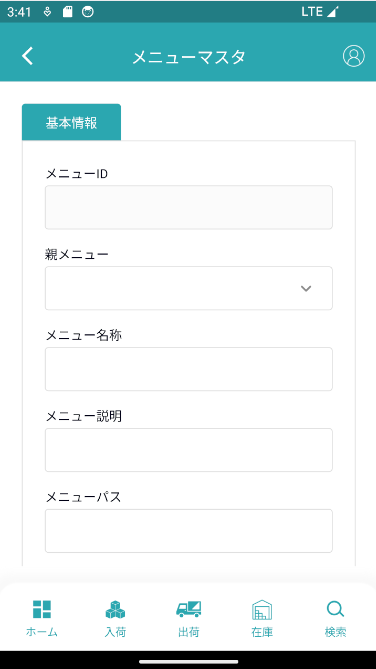 3:41
LTE
メニューマスタ
基本情報
メニューID
親メニュー
メニュー名称
メニュー説明
メニューパス
ホーム 入荷 出荷 在庫 検索